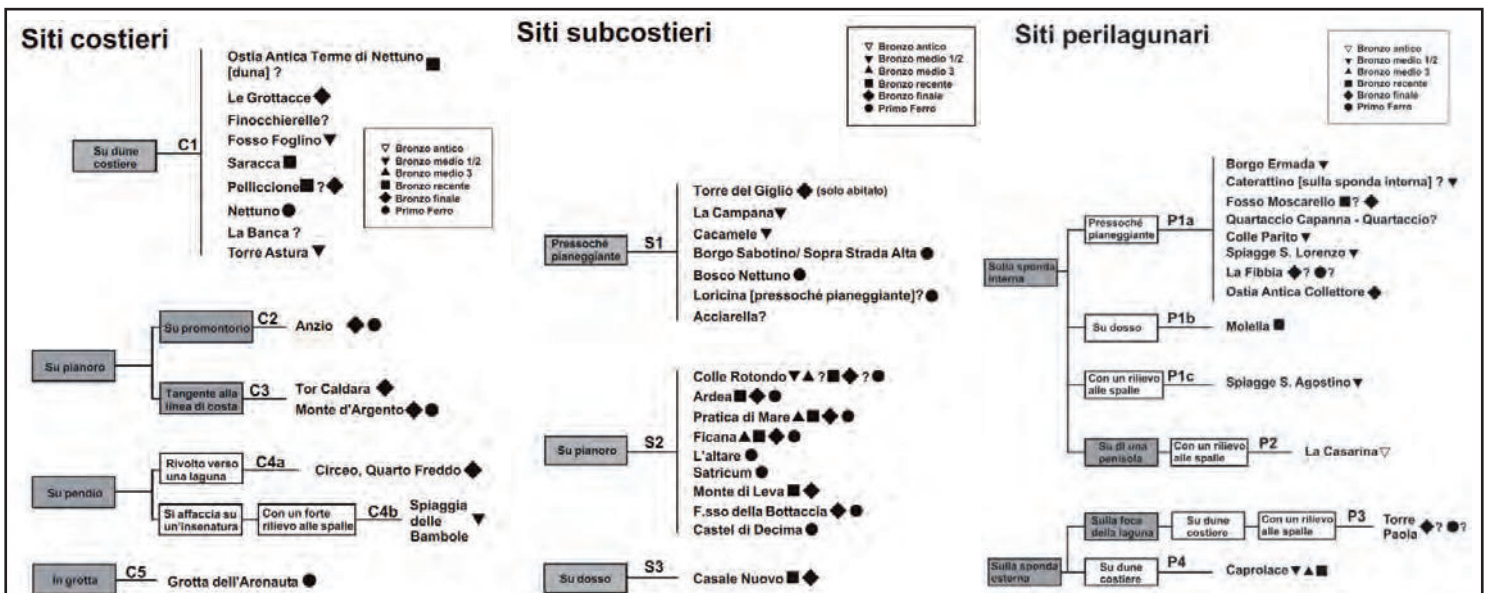 Siti costieri
▽ Bronzo antico
▼ Bronzo medio 1/2
▲ Bronzo medio 3
■ Bronzo recente
◆ Bronzo finale
● Primo Ferro
Su dune
costiere
C1
Ostia Antica Terme di Nettuno ■
[duna] ?
Le Grottacce ◆
Finocchierelle?
Fosso Foglino ▼
Saracca ■
Pelliccione ■ ? ◆
Nettuno ●
La Banca ?
Torre Astura ▼
Su pianoro
Su promontorio
C2
Anzio ◆ ●
Tangente alla
linea di costa
C3
Tor Caldara ◆
Monte d'Argento ◆ ●
Su pendio
Rivolto verso
una laguna
C4a
Circeo, Quarto Freddo ◆
Si affaccia su
un'insenatura
Con un forte
rilievo alle spalle
C4b
Spiaggia
delle
Bambole ▼
In grotta
C5
Grotta dell'Arenauta ●
Siti subcostieri
▽ Bronzo antico
▼ Bronzo medio 1/2
▲ Bronzo medio 3
■ Bronzo recente
◆ Bronzo finale
● Primo Ferro
Pressoché
pianeggiante
S1
Torre del Giglio ◆ (solo abitato)
La Campana ▼
Cacamele ▼
Borgo Sabotino/ Sopra Strada Alta ●
Bosco Nettuno ●
Loricina [pressoché pianeggiante]? ●
Acciarella?
Su pianoro
S2
Colle Rotondo ▼ ▲ ? ■ ◆ ? ●
Ardea ■ ◆ ●
Pratica di Mare ▲ ■ ◆ ●
Ficana ▲ ■ ◆ ●
L'altare ●
Satricum ●
Monte di Leva ■ ◆
F.sso della Bottaccia ◆ ●
Castel di Decima ●
Su dosso
S3
Casale Nuovo ■ ◆
Siti perilagunari
▽ Bronzo antico
▼ Bronzo medio 1/2
▲ Bronzo medio 3
■ Bronzo recente
◆ Bronzo finale
● Primo Ferro
Sulla sponda
interna
Pressoché
pianeggiante
P1a
Borgo Ermada ▼
Caterattino [sulla sponda interna] ? ▼
Fosso Moscarello ■? ◆
Quartaccio Capanna - Quartaccio?
Colle Parito ▼
Spiagge S. Lorenzo ▼
La Fibbia ◆? ●?
Ostia Antica Collettore ◆
Su dosso
P1b
Molella ■
Con un rilievo
alle spalle
P1c
Spiagge S. Agostino ▼
Su di una
penisola
Con un rilievo
alle spalle
P2
La Casarina ▽
Sulla sponda
esterna
Sulla foce
della laguna
Su dune
costiere
Con un rilievo
alle spalle
P3
Torre
Paola ◆? ●?
Su dune
costiere
P4
Caprolace ▼ ▲ ■